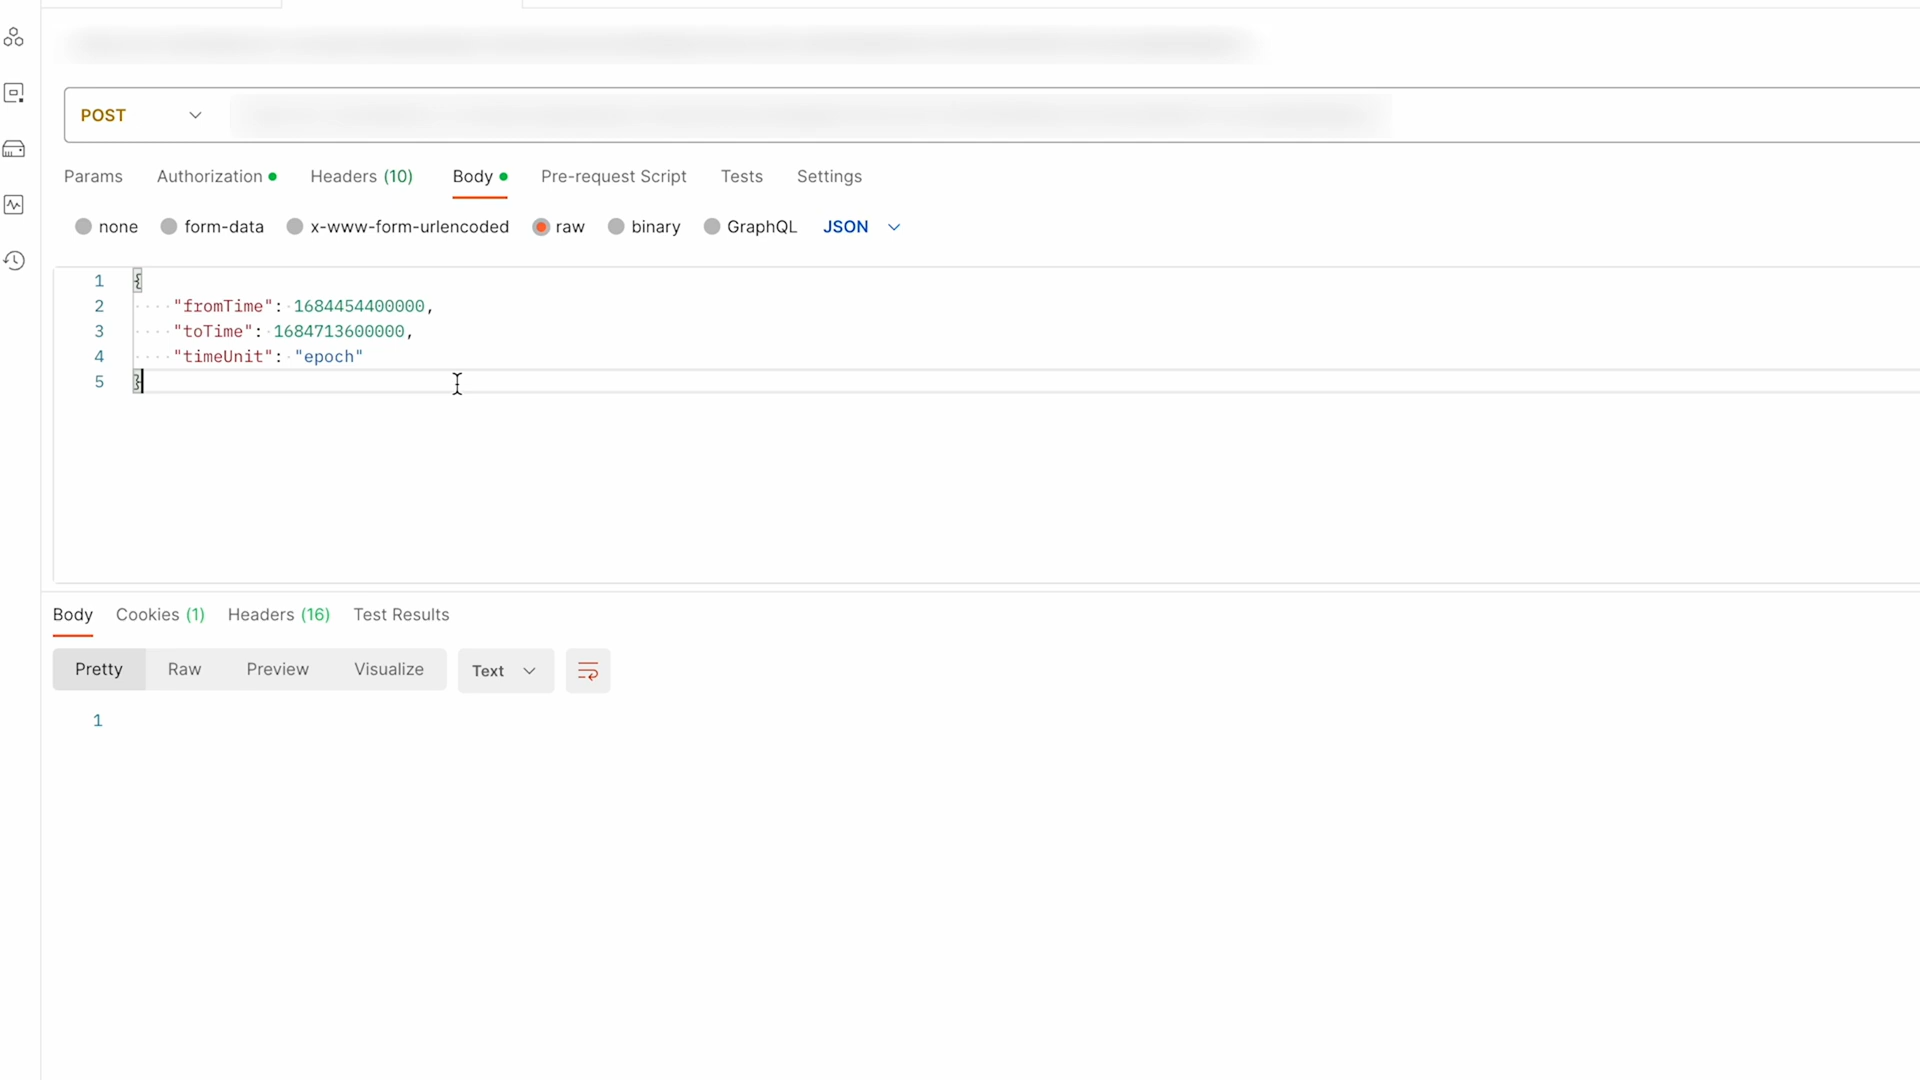 POST
Params Authorization Headers (10) Body Pre-request Script Tests Settings
none form-data x-www-form-urlencoded raw binary GraphQL JSON
1 {
2 "fromTime": 1684454400000,
3 "toTime": 1684713600000,
4 "timeUnit": "epoch"
5 }
Body Cookies (1) Headers (16) Test Results
Pretty Raw Preview Visualize Text
1